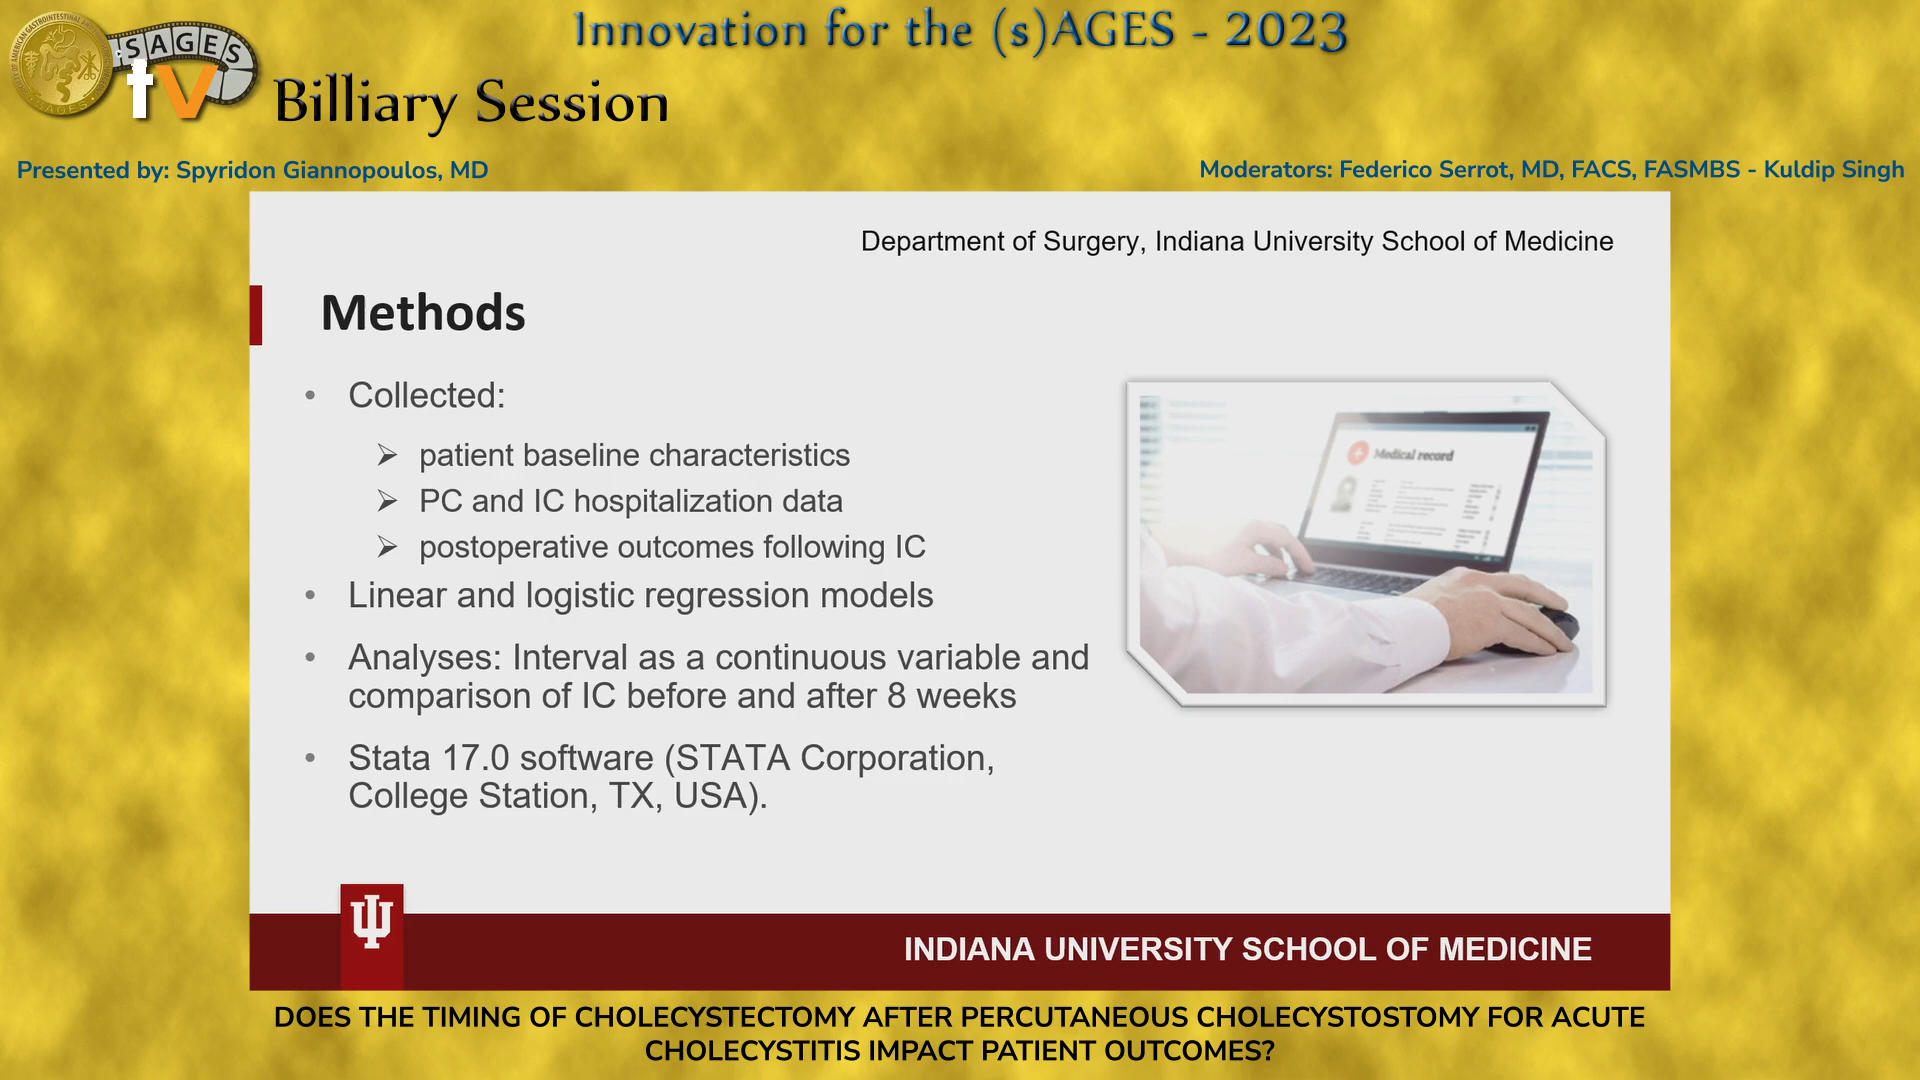 Innovation for the (s)AGES - 2023
SAGES
tv
Billiary Session
Presented by: Spyridon Giannopoulos, MD
Moderators: Federico Serrot, MD, FACS, FASMBS - Kuldip Singh
Department of Surgery, Indiana University School of Medicine
Methods
• Collected:
➢ patient baseline characteristics
➢ PC and IC hospitalization data
➢ postoperative outcomes following IC
• Linear and logistic regression models
• Analyses: Interval as a continuous variable and
comparison of IC before and after 8 weeks
• Stata 17.0 software (STATA Corporation,
College Station, TX, USA).
Medical record
INDIANA UNIVERSITY SCHOOL OF MEDICINE
DOES THE TIMING OF CHOLECYSTECTOMY AFTER PERCUTANEOUS CHOLECYSTOSTOMY FOR ACUTE
CHOLECYSTITIS IMPACT PATIENT OUTCOMES?